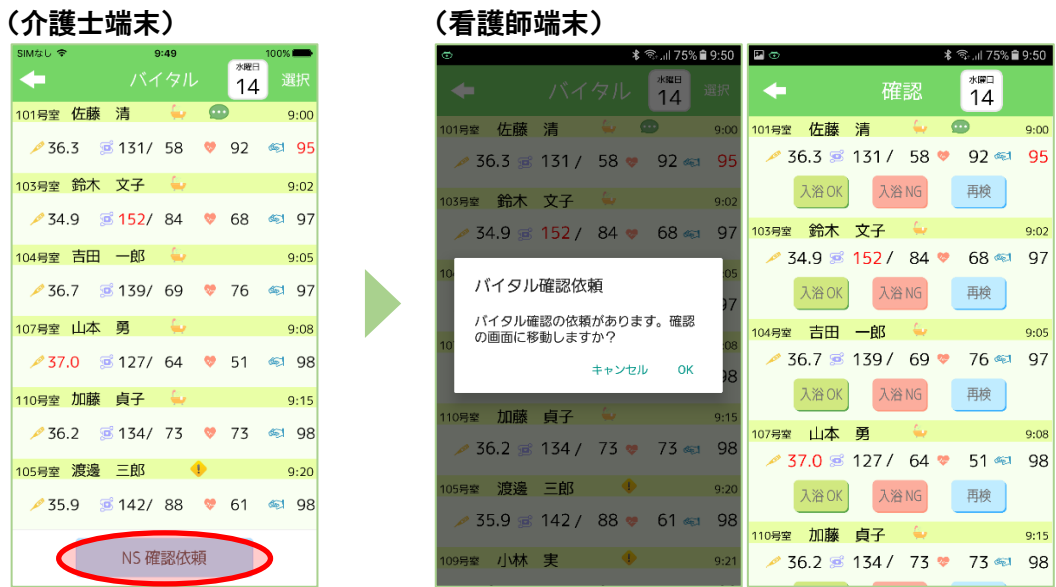 （介護士端末）
SIMなし 9:49 100%
バイタル 水曜日 14 選択
101号室 佐藤 清 9:00
36.3 131/ 58 92 95
103号室 鈴木 文子 9:02
34.9 152/ 84 68 97
104号室 吉田 一郎 9:05
36.7 139/ 69 76 97
107号室 山本 勇 9:08
37.0 127/ 64 51 98
110号室 加藤 貞子 9:15
36.2 134/ 73 73 98
105号室 渡邊 三郎 9:20
35.9 142/ 88 61 98
NS 確認依頼
（看護師端末）
75% 9:50
バイタル 水曜日 14 選択
101号室 佐藤 清 9:00
36.3 131/ 58 92 95
103号室 鈴木 文子 9:02
34.9 152/ 84 68 97
10 :05
バイタル確認依頼
バイタル確認の依頼があります。確認
の画面に移動しますか？
キャンセル OK
97
10 :08
98
110号室 加藤 貞子 9:15
36.2 134/ 73 73 98
105号室 渡邊 三郎 9:20
35.9 142/ 88 61 98
109号室 小林 実 9:21
75% 9:50
確認 水曜日 14
101号室 佐藤 清 9:00
36.3 131/ 58 92 95
入浴OK 入浴NG 再検
103号室 鈴木 文子 9:02
34.9 152/ 84 68 97
入浴OK 入浴NG 再検
104号室 吉田 一郎 9:05
36.7 139/ 69 76 97
入浴OK 入浴NG 再検
107号室 山本 勇 9:08
37.0 127/ 64 51 98
入浴OK 入浴NG 再検
110号室 加藤 貞子 9:15
36.2 134/ 73 73 98